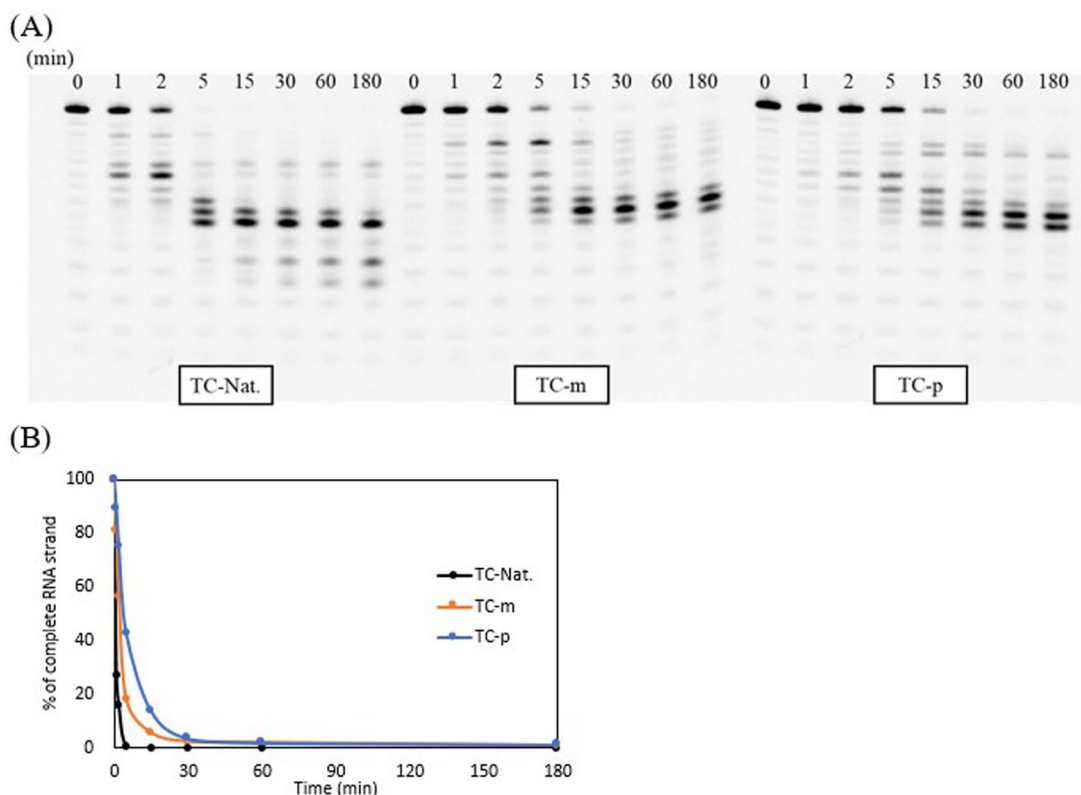 (A)
(min)
0 1 2 5 15 30 60 180 0 1 2 5 15 30 60 180 0 1 2 5 15 30 60 180
TC-Nat. TC-m TC-p
(B)
% of complete RNA strand
100
80
60
40
20
0
TC-Nat.
TC-m
TC-p
0 30 60 90 120 150 180
Time (min)